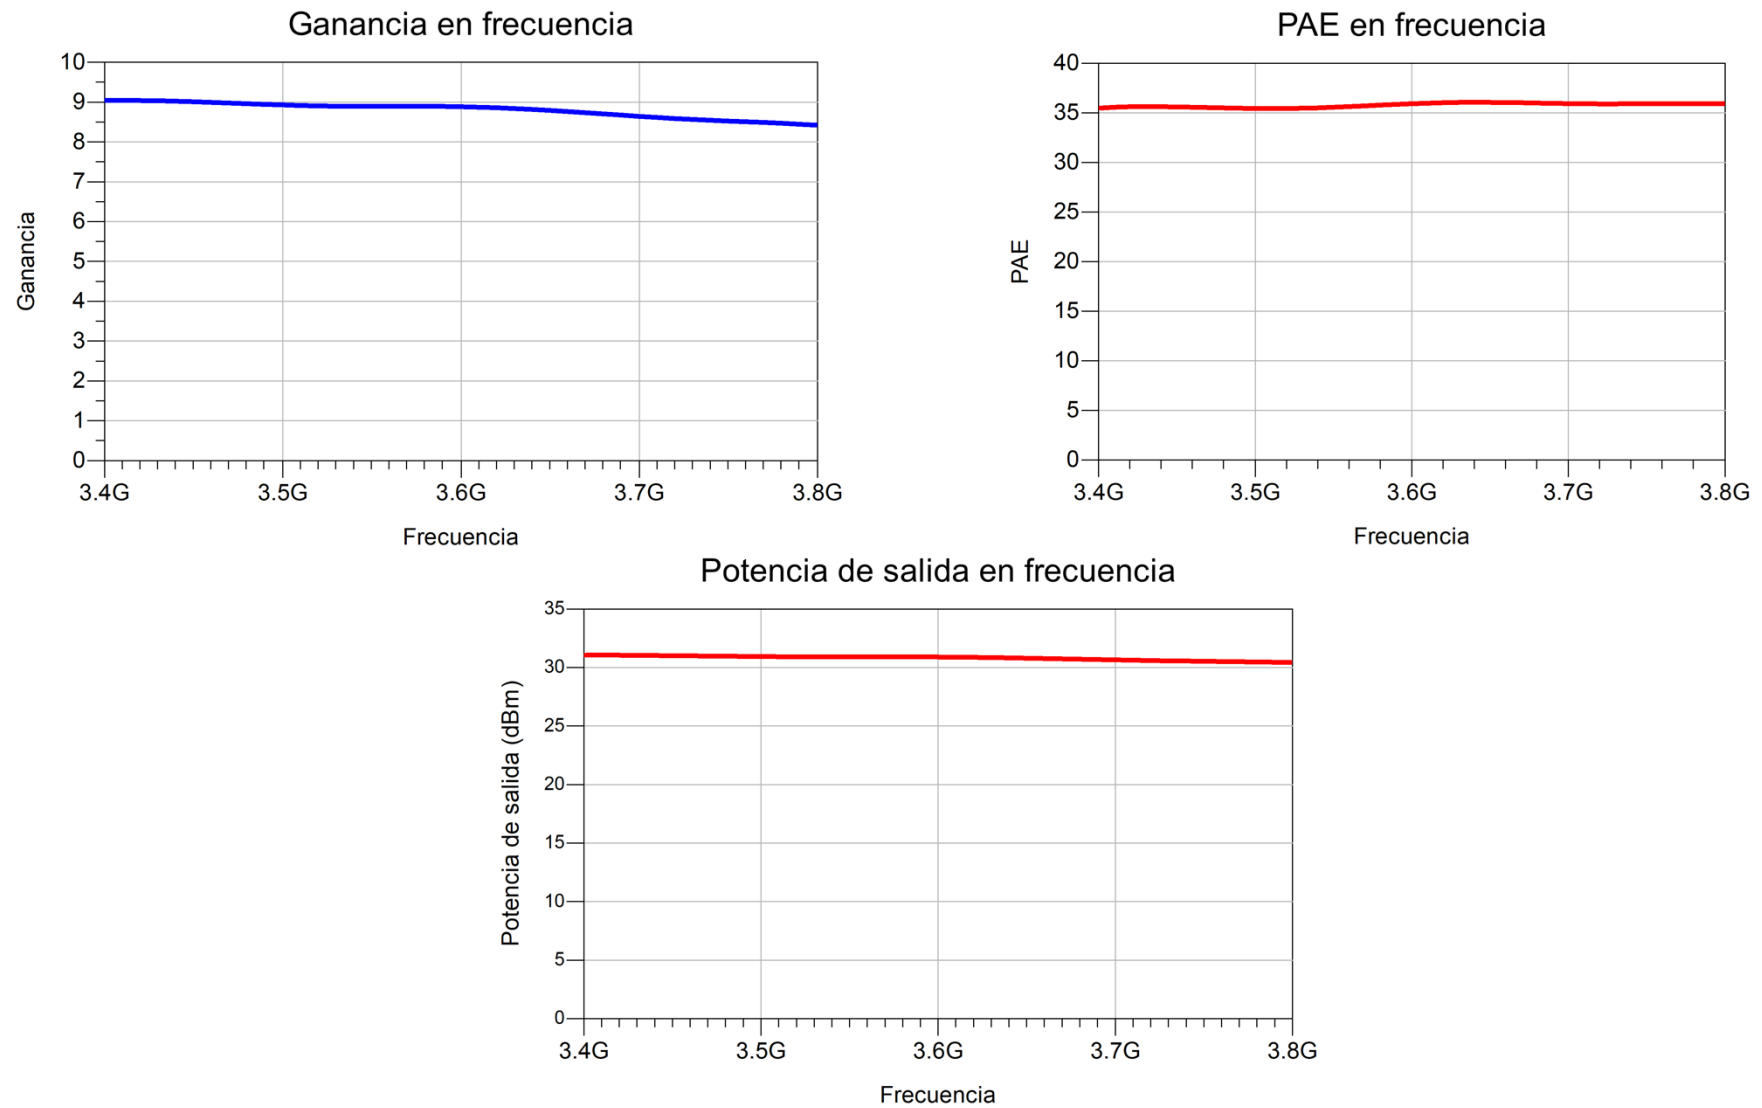 Ganancia en frecuencia
10
9
8
7
6
5
4
3
2
1
0
Ganancia
3.4G 3.5G 3.6G 3.7G 3.8G
Frecuencia
PAE en frecuencia
40
35
30
25
20
15
10
5
0
PAE
3.4G 3.5G 3.6G 3.7G 3.8G
Frecuencia
Potencia de salida en frecuencia
35
30
25
20
15
10
5
0
Potencia de salida (dBm)
3.4G 3.5G 3.6G 3.7G 3.8G
Frecuencia